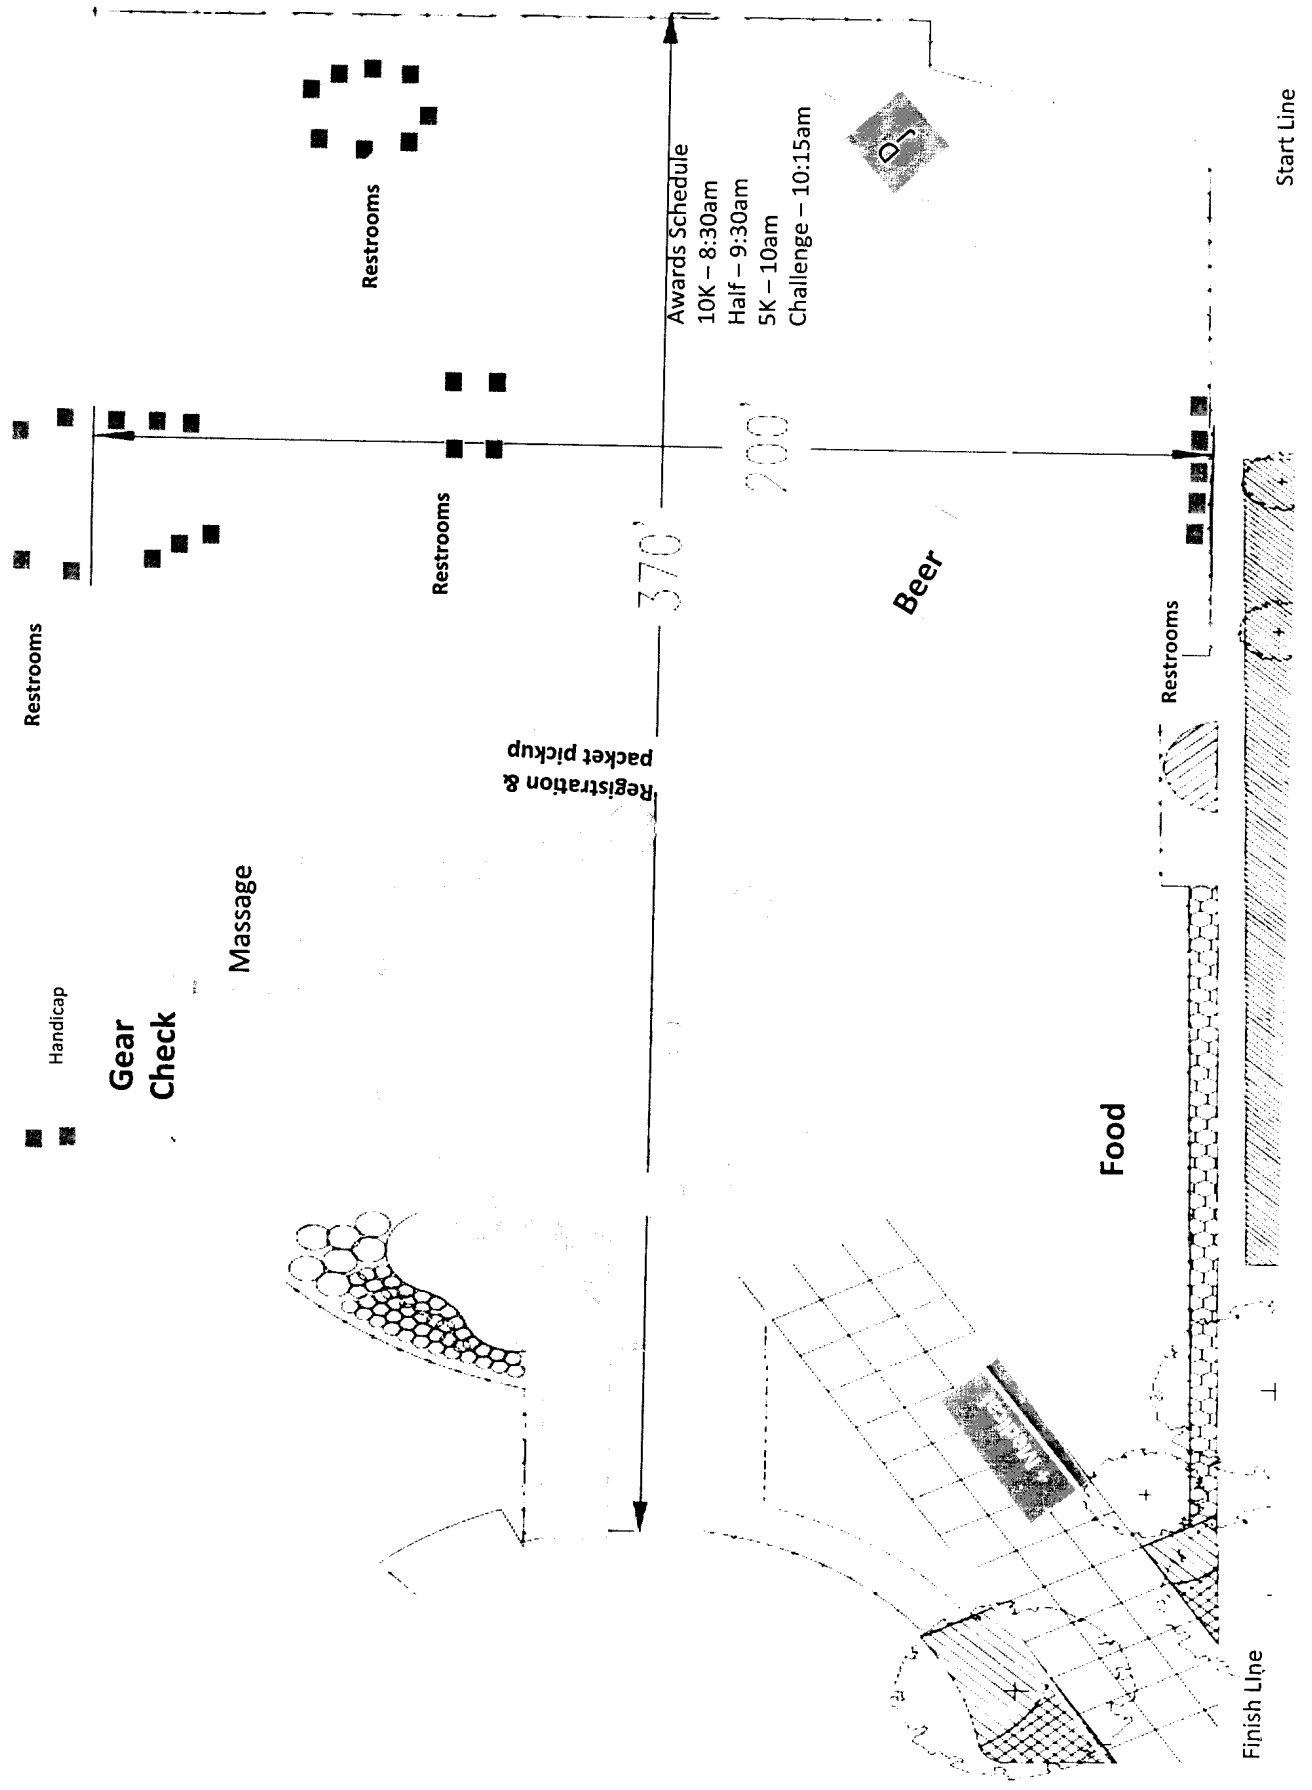 Restrooms
Handicap
Gear
Check
Massage
Restrooms
Restrooms
Registration &
packet pickup
370'
200'
Awards Schedule
10K – 8:30am
Half – 9:30am
5K – 10am
Challenge – 10:15am
Dj
Beer
Restrooms
Food
Start Line
Finish LIne